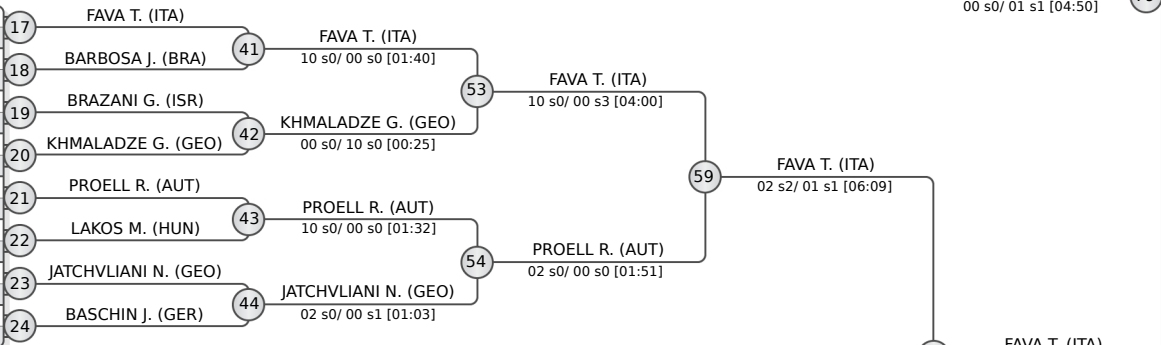 00 s0/ 01 s1 [04:50]
17
FAVA T. (ITA)
18
BARBOSA J. (BRA)
41
FAVA T. (ITA)
10 s0/ 00 s0 [01:40]
19
BRAZANI G. (ISR)
20
KHMALADZE G. (GEO)
42
KHMALADZE G. (GEO)
00 s0/ 10 s0 [00:25]
53
FAVA T. (ITA)
10 s0/ 00 s3 [04:00]
21
PROELL R. (AUT)
22
LAKOS M. (HUN)
43
PROELL R. (AUT)
10 s0/ 00 s0 [01:32]
23
JATCHVLIANI N. (GEO)
24
BASCHIN J. (GER)
44
JATCHVLIANI N. (GEO)
02 s0/ 00 s1 [01:03]
54
PROELL R. (AUT)
02 s0/ 00 s0 [01:51]
59
FAVA T. (ITA)
02 s2/ 01 s1 [06:09]
FAVA T. (ITA)